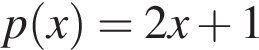 p(x) = 2x + 1